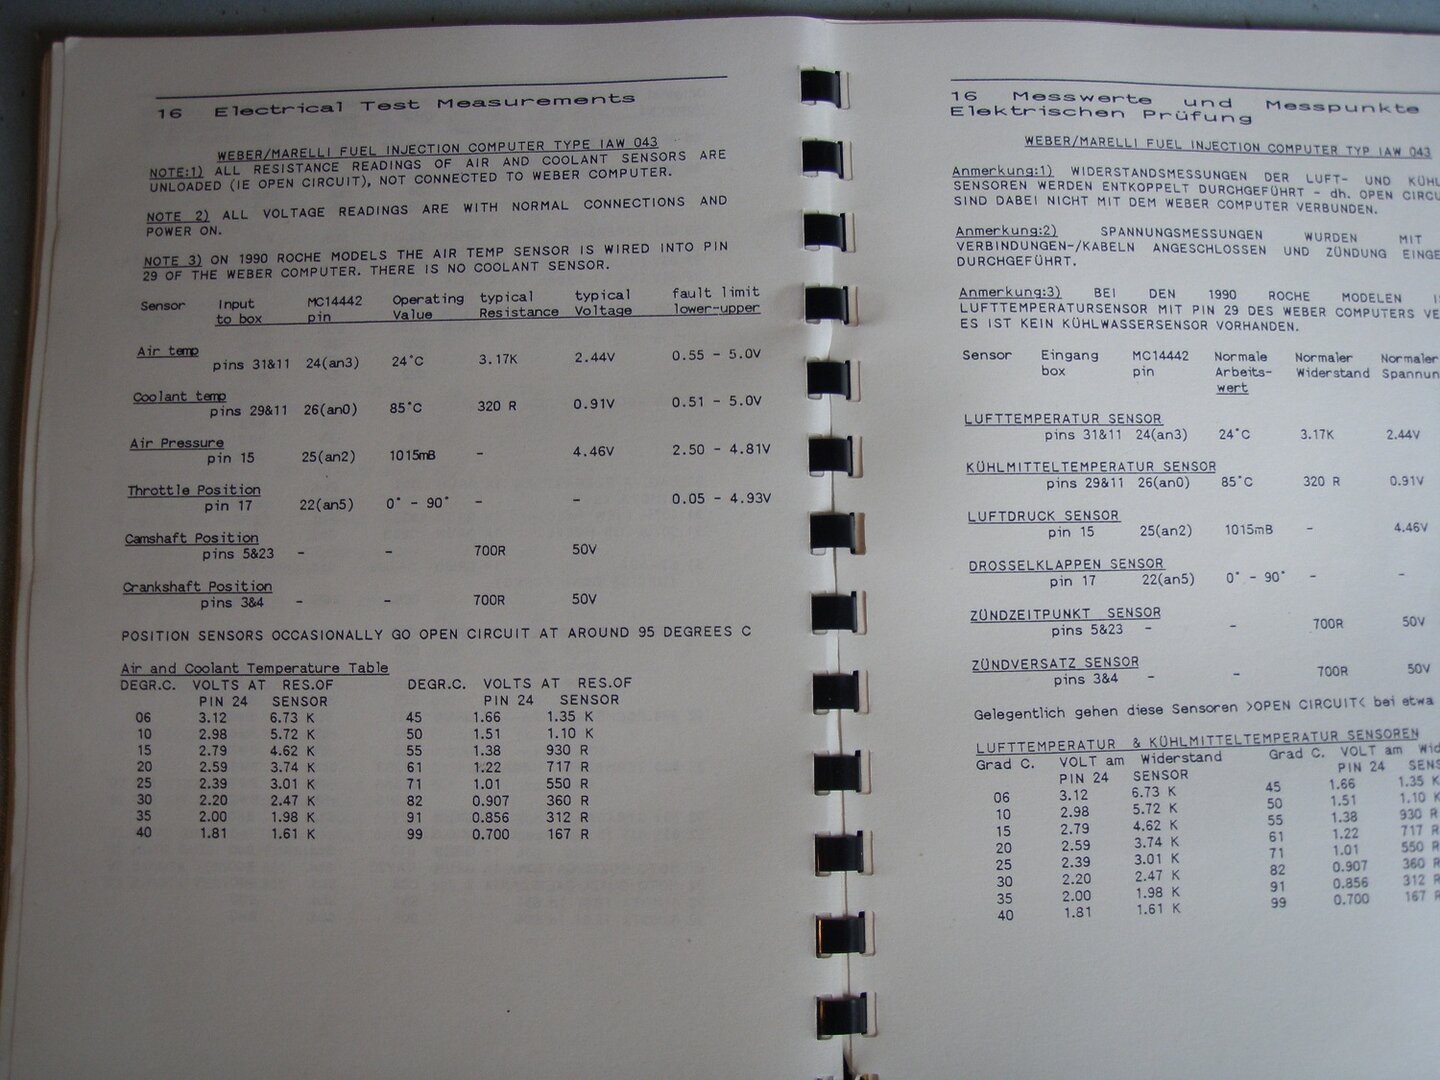 16 Electrical Test Measurements
WEBER/MARELLI FUEL INJECTION COMPUTER TYPE IAW 043
NOTE:1) ALL RESISTANCE READINGS OF AIR AND COOLANT SENSORS ARE
UNLOADED (IE OPEN CIRCUIT), NOT CONNECTED TO WEBER COMPUTER.
NOTE 2) ALL VOLTAGE READINGS ARE WITH NORMAL CONNECTIONS AND
POWER ON.
NOTE 3) ON 1990 ROCHE MODELS THE AIR TEMP SENSOR IS WIRED INTO PIN
29 OF THE WEBER COMPUTER. THERE IS NO COOLANT SENSOR.
Sensor Input MC14442 Operating typical typical fault limit
to box pin Value Resistance Voltage lower-upper
Air temp
pins 31&11 24(an3) 24°C 3.17K 2.44V 0.55 - 5.0V
Coolant temp
pins 29&11 26(an0) 85°C 320 R 0.91V 0.51 - 5.0V
Air Pressure
pin 15 25(an2) 1015mB - 4.46V 2.50 - 4.81V
Throttle Position
pin 17 22(an5) 0° - 90° - - 0.05 - 4.93V
Camshaft Position
pins 5&23 - - 700R 50V
Crankshaft Position
pins 3&4 - - 700R 50V
POSITION SENSORS OCCASIONALLY GO OPEN CIRCUIT AT AROUND 95 DEGREES C
Air and Coolant Temperature Table
DEGR.C. VOLTS AT RES.OF DEGR.C. VOLTS AT RES.OF
PIN 24 SENSOR PIN 24 SENSOR
06 3.12 6.73 K 45 1.66 1.35 K
10 2.98 5.72 K 50 1.51 1.10 K
15 2.79 4.62 K 55 1.38 930 R
20 2.59 3.74 K 61 1.22 717 R
25 2.39 3.01 K 71 1.01 550 R
30 2.20 2.47 K 82 0.907 360 R
35 2.00 1.98 K 91 0.856 312 R
40 1.81 1.61 K 99 0.700 167 R
16 Messwerte und Messpunkte
Elektrischen Prüfung
WEBER/MARELLI FUEL INJECTION COMPUTER TYP IAW 043
Anmerkung:1) WIDERSTANDSMESSUNGEN DER LUFT- UND KÜHL
SENSOREN WERDEN ENTKOPPELT DURCHGEFÜHRT - dh. OPEN CIRCU
SIND DABEI NICHT MIT DEM WEBER COMPUTER VERBUNDEN.
Anmerkung:2) SPANNUNGSMESSUNGEN WURDEN MIT
VERBINDUNGEN-/KABELN ANGESCHLOSSEN UND ZÜNDUNG EINGE
DURCHGEFÜHRT.
Anmerkung:3) BEI DEN 1990 ROCHE MODELEN
LUFTTEMPERATURSENSOR MIT PIN 29 DES WEBER COMPUTERS VE
ES IST KEIN KÜHLWASSERSENSOR VORHANDEN.
Sensor Eingang MC14442 Normale Normaler Normaler
box pin Arbeits- Widerstand Spannun
wert
LUFTTEMPERATUR SENSOR
pins 31&11 24(an3) 24°C 3.17K 2.44V
KÜHLMITTELTEMPERATUR SENSOR
pins 29&11 26(an0) 85°C 320 R 0.91V
LUFTDRUCK SENSOR
pin 15 25(an2) 1015mB - 4.46V
DROSSELKLAPPEN SENSOR
pin 17 22(an5) 0° - 90° - -
ZÜNDZEITPUNKT SENSOR
pins 5&23 - - 700R 50V
ZÜNDVERSATZ SENSOR
pins 3&4 - - 700R 50V
Gelegentlich gehen diese Sensoren >OPEN CIRCUIT< bei etwa
LUFTTEMPERATUR & KÜHLMITTELTEMPERATUR SENSOREN
Grad C. VOLT am Widerstand Grad C. VOLT am Wid
PIN 24 SENSOR PIN 24 SENS
06 3.12 6.73 K 45 1.66 1.35 K
10 2.98 5.72 K 50 1.51 1.10 K
15 2.79 4.62 K 55 1.38 930 R
20 2.59 3.74 K 61 1.22 717 R
25 2.39 3.01 K 71 1.01 550 R
30 2.20 2.47 K 82 0.907 360 R
35 2.00 1.98 K 91 0.856 312 R
40 1.81 1.61 K 99 0.700 167 R